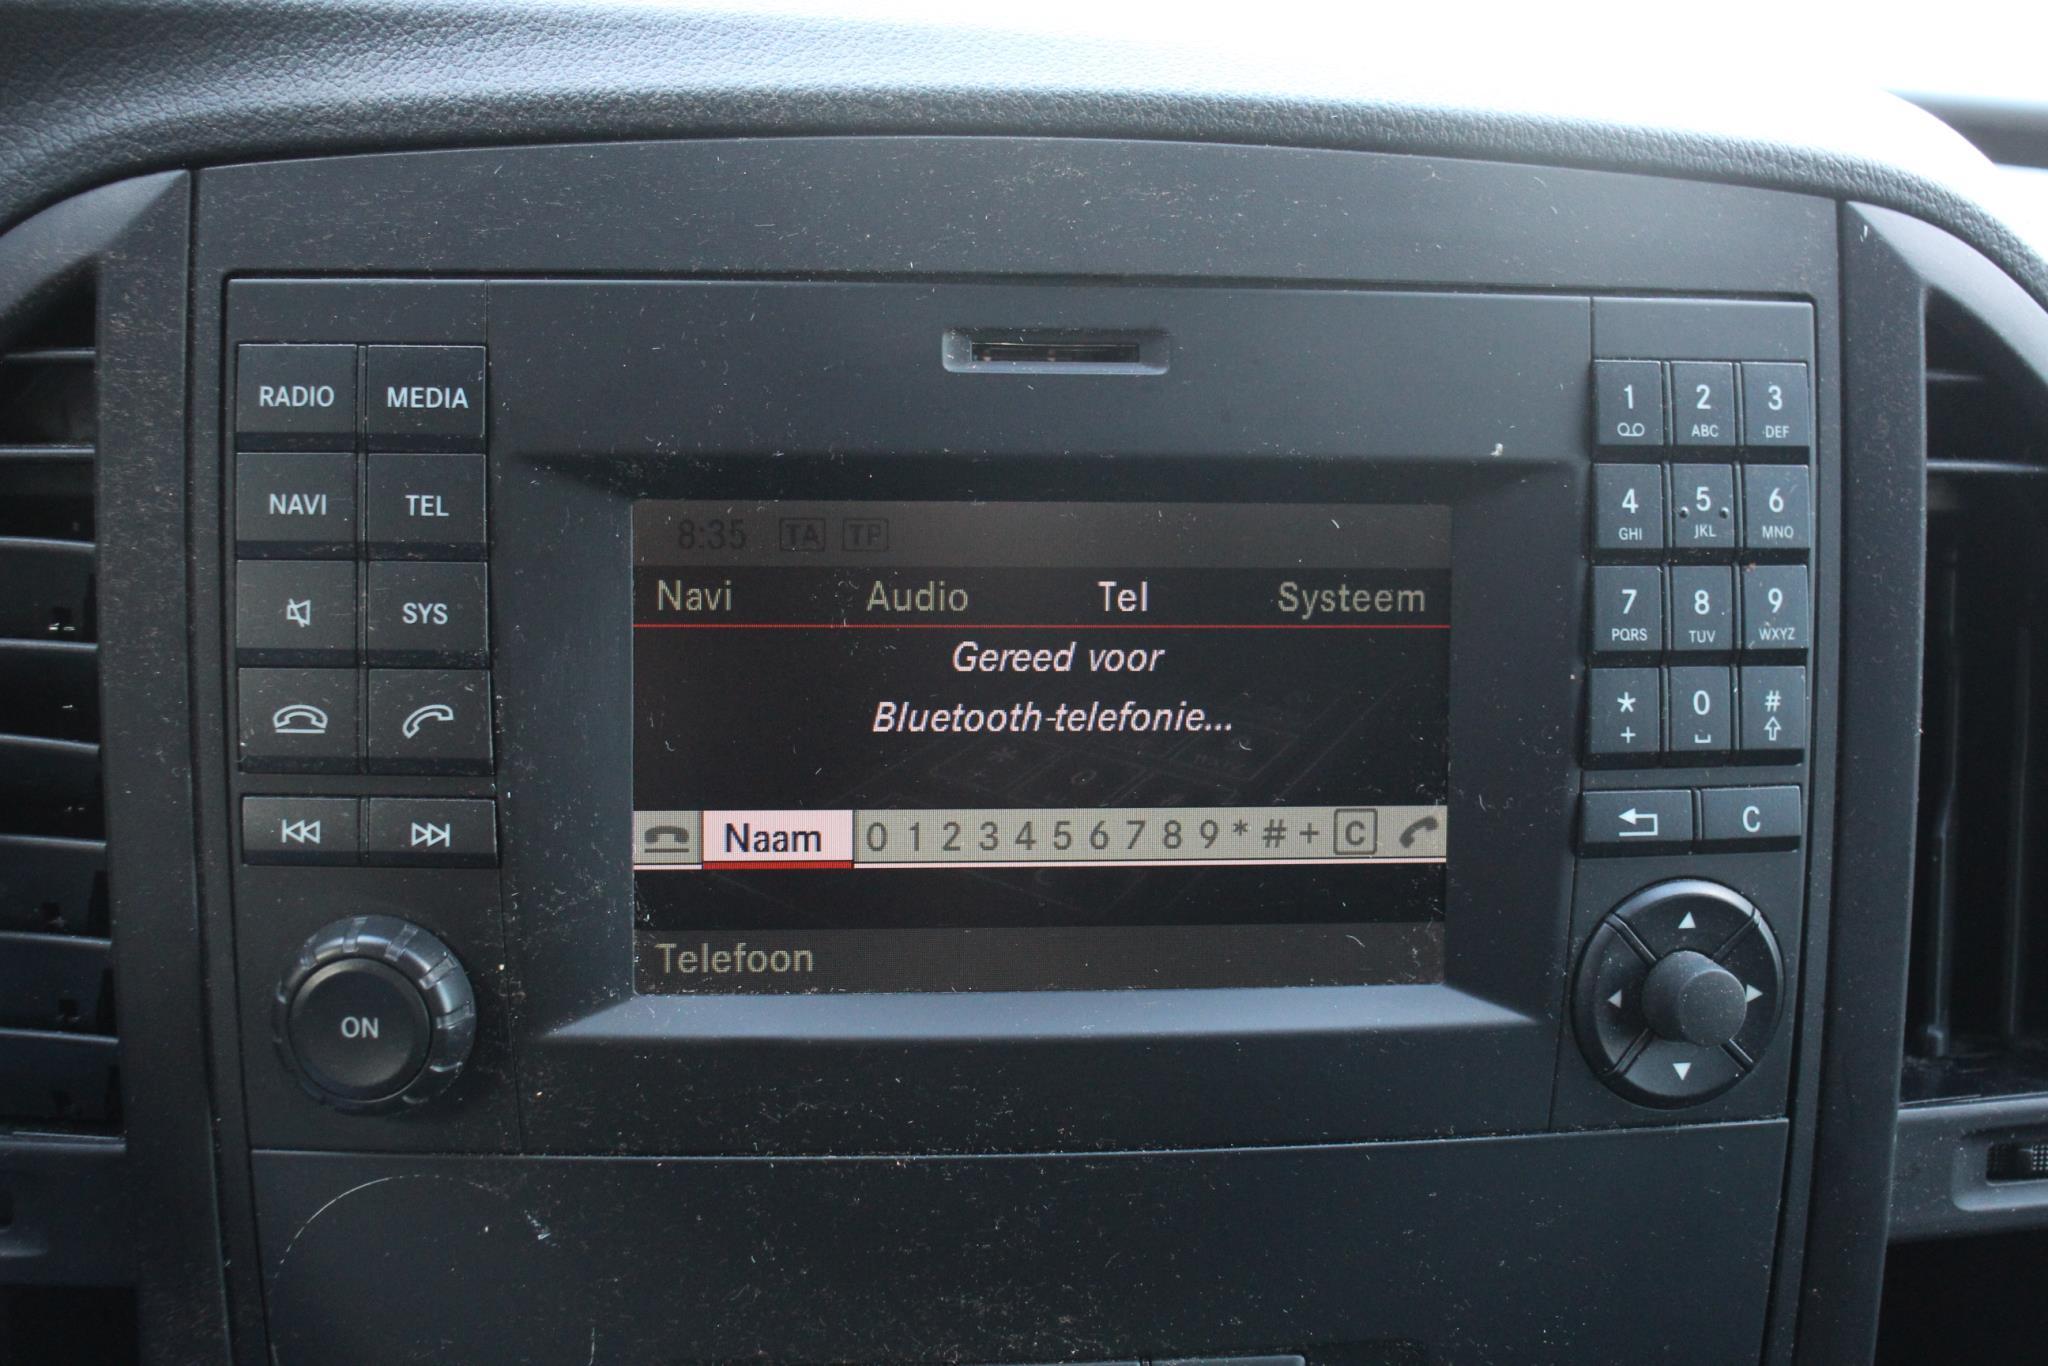 RADIO MEDIA
NAVI TEL
SYS
ON
8:35 TA TP
Navi Audio Tel Systeem
Gereed voor
Bluetooth-telefonie...
Naam 0 1 2 3 4 5 6 7 8 9 * # + C
Telefoon
1 2 3
ABC DEF
4 5 6
GHI JKL MNO
7 8 9
PQRS TUV WXYZ
* 0 #
+
C